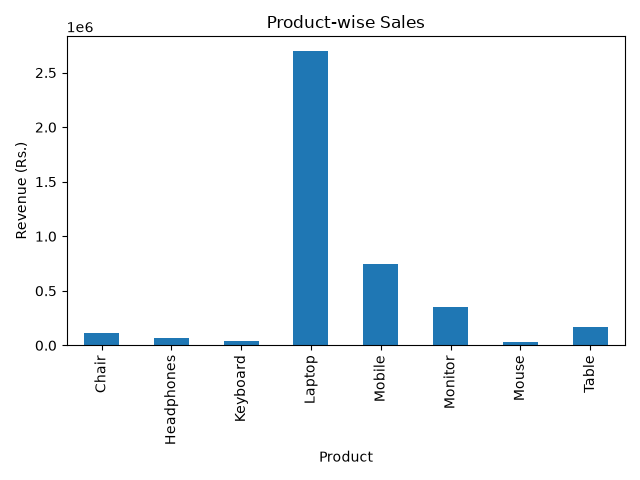 Product-wise Sales
1e6
2.5
2.0
1.5
1.0
0.5
0.0
Revenue (Rs.)
Chair
Headphones
Keyboard
Laptop
Mobile
Monitor
Mouse
Table
Product